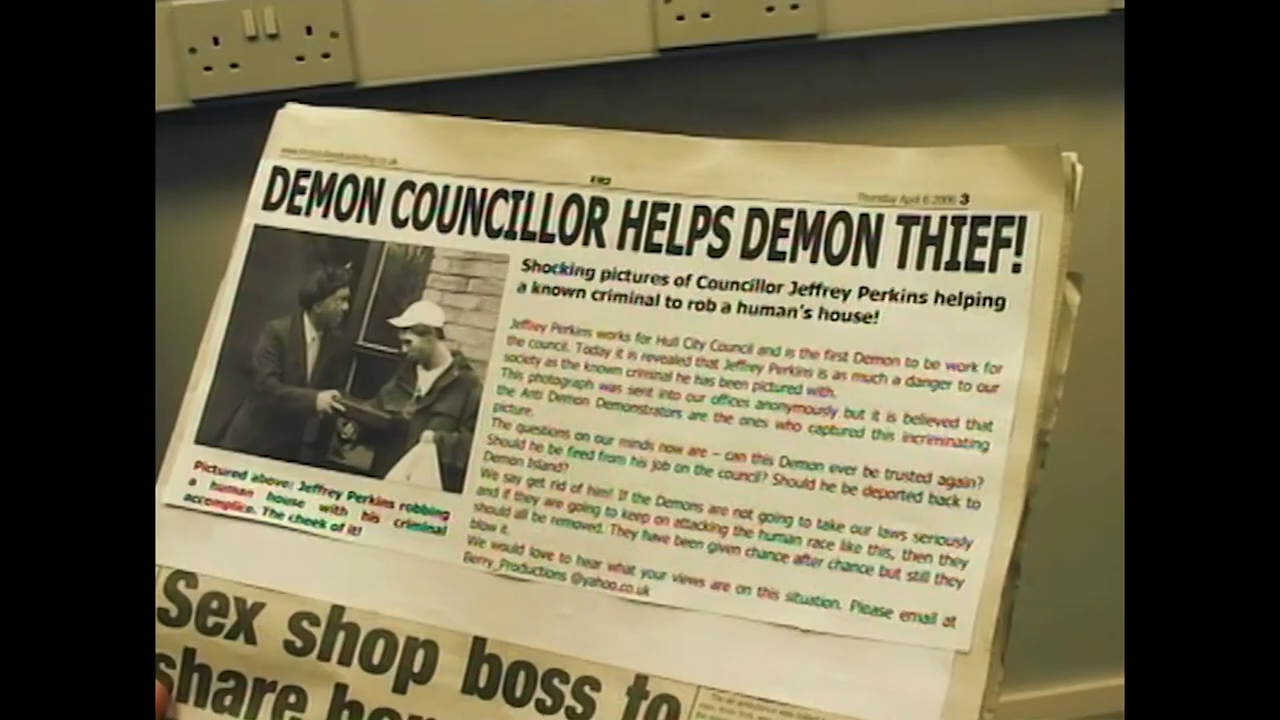 ER2
Thursday April 6 2006 3
DEMON COUNCILLOR HELPS DEMON THIEF!
Shocking pictures of Councillor Jeffrey Perkins helping
a known criminal to rob a human's house!
Jeffrey Perkins works for Hull City Council and is the first Demon to be work for
the council. Today it is revealed that Jeffrey Perkins is as much a danger to our
society as the known criminal he has been pictured with.
This photograph was sent into our offices anonymously but it is believed that
the Anti Demon Demonstrators are the ones who captured this incriminating
picture.
The questions on our minds now are – can this Demon ever be trusted again?
Should he be fired from his job on the council? Should he be deported back to
Demon Island?
We say get rid of him! If the Demons are not going to take our laws seriously
and if they are going to keep on attacking the human race like this, then they
should all be removed. They have been given chance after chance but still they
blow it.
We would love to hear what your views are on this situation. Please email at
Berry_Productions @yahoo.co.uk
Pictured above: Jeffrey Perkins robbing
a human house with his criminal
accomplice. The cheek of it!
Sex shop boss to
share